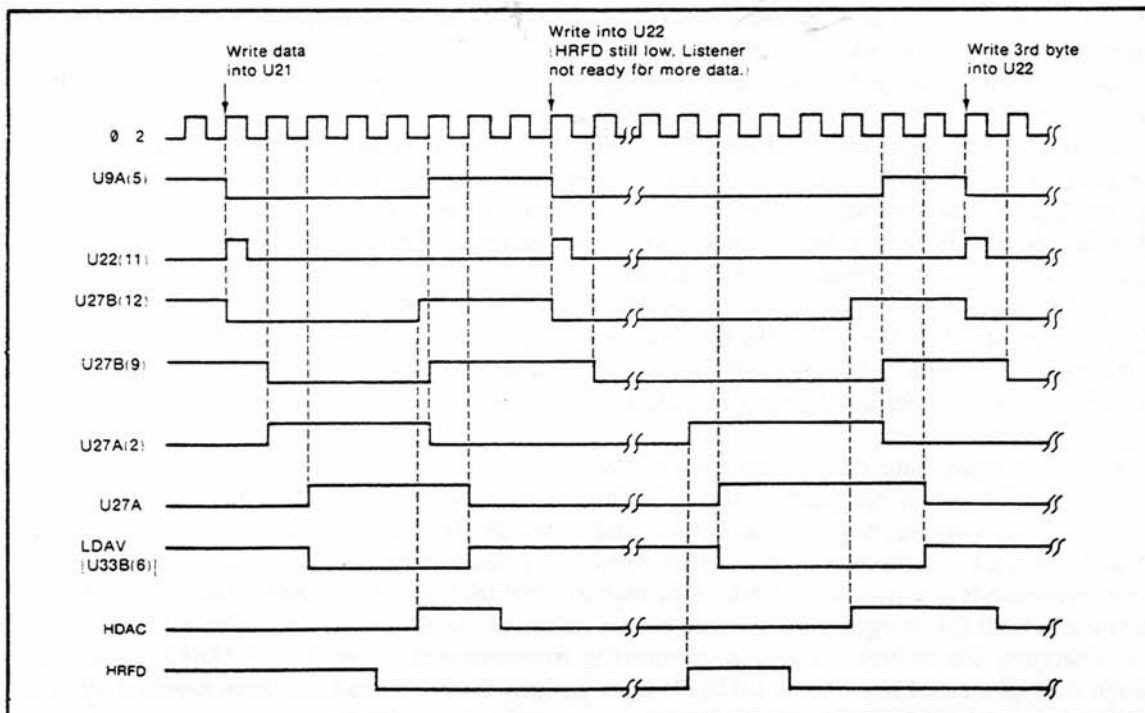 Write data
into U21
Write into U22
(HRFD still low. Listener
not ready for more data.)
Write 3rd byte
into U22
Ø 2
U9A(5)
U22(11)
U27B(12)
U27B(9)
U27A(2)
U27A
LDAV
(U33B(6))
HDAC
HRFD